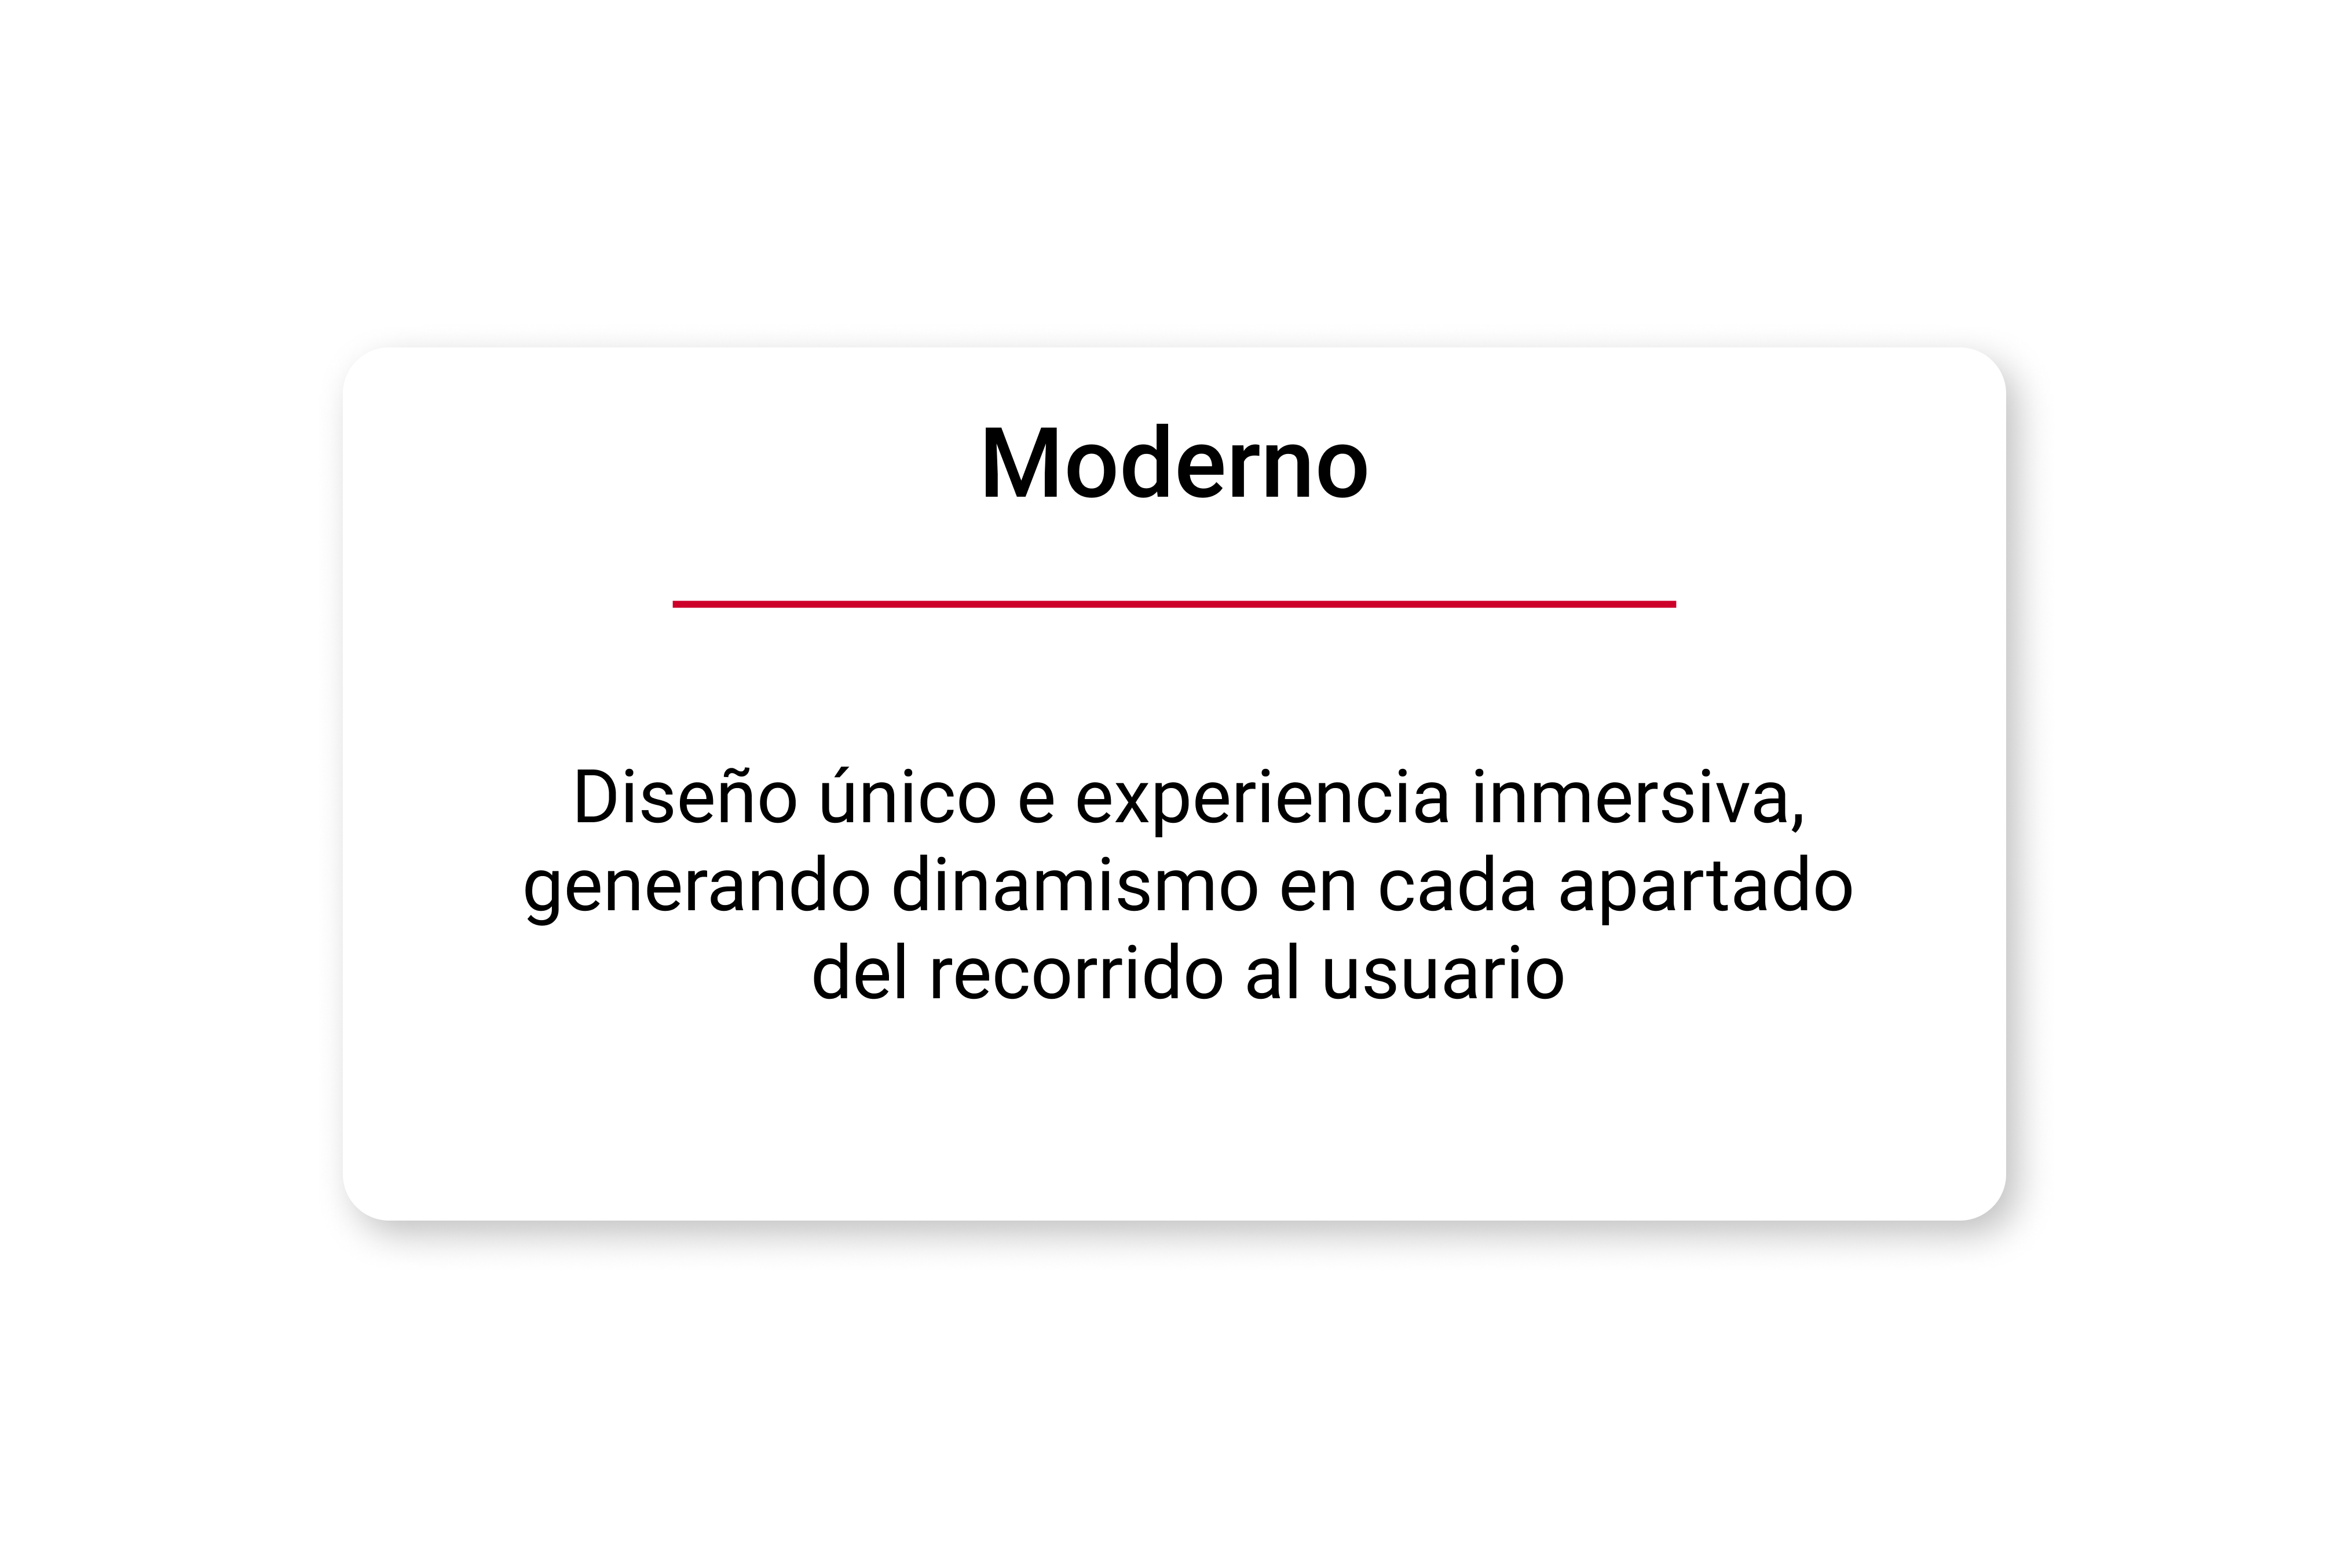 Moderno
Diseño único e experiencia inmersiva,
generando dinamismo en cada apartado
del recorrido al usuario